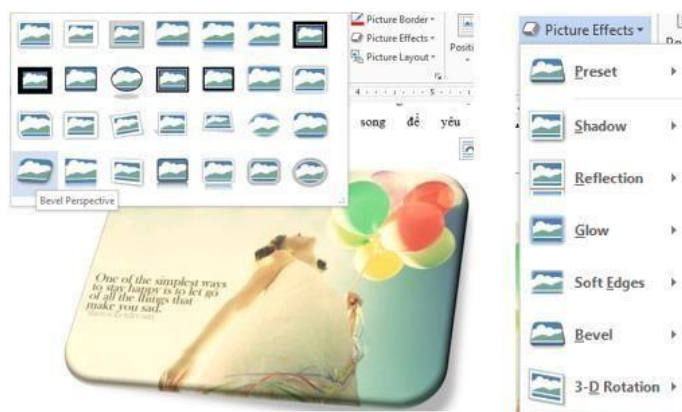 Picture Border
Picture Effects
Picture Layout
Positi
4 5
song để yêu
Bevel Perspective
One of the simplest ways
to stay happy is to let go
of all the things that
make you sad.
Picture Effects
Preset
Shadow
Reflection
Glow
Soft Edges
Bevel
3-D Rotation